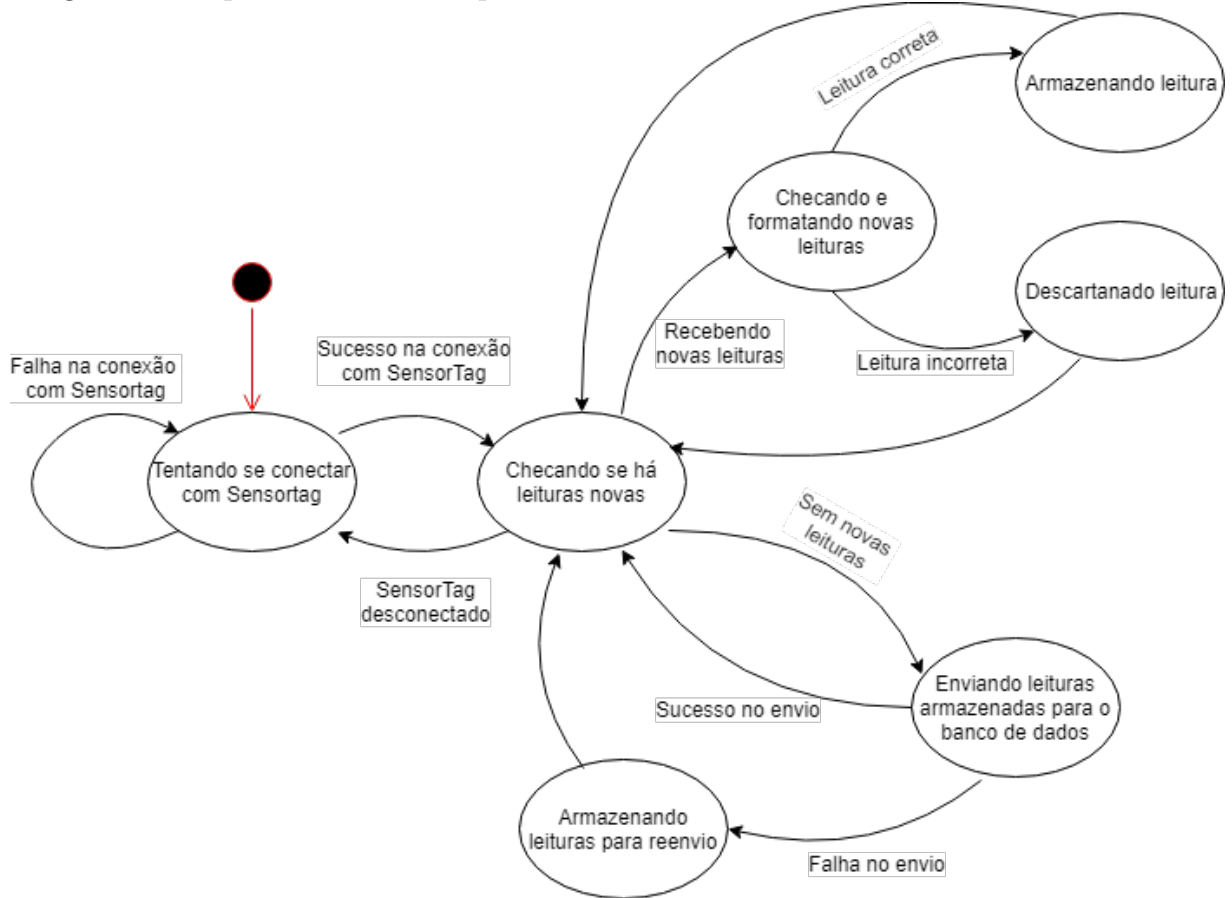 Leitura correta
Armazenando leitura
Checando e
formatando novas
leituras
Descartanado leitura
Recebendo
novas leituras
Leitura incorreta
Sucesso na conexão
com SensorTag
Falha na conexão
com Sensortag
Tentando se conectar
com Sensortag
Checando se há
leituras novas
Sem novas
leituras
SensorTag
desconectado
Enviando leituras
armazenadas para o
banco de dados
Sucesso no envio
Armazenando
leituras para reenvio
Falha no envio